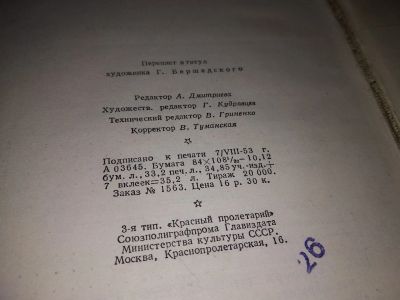 Переплет и титул
художника Г. Бершадского
Редактор А. Дмитриева
Художеств. редактор Г. Кудрявцев
Технический редактор В. Гриненко
Корректор В. Туманская
Подписано к печати 7/VIII-53 г.
А 03645. Бумага 84×108¹/₃₂—10,12
бум. л., 33,2 печ. л., 34,85 уч.-изд. л. +
7 вклеек=35,2 л. Тираж 20 000.
Заказ № 1563. Цена 16 р. 30 к.
3-я тип. «Красный пролетарий»
Союзполиграфпрома Главиздата
Министерства культуры СССР.
Москва, Краснопролетарская, 16.
26